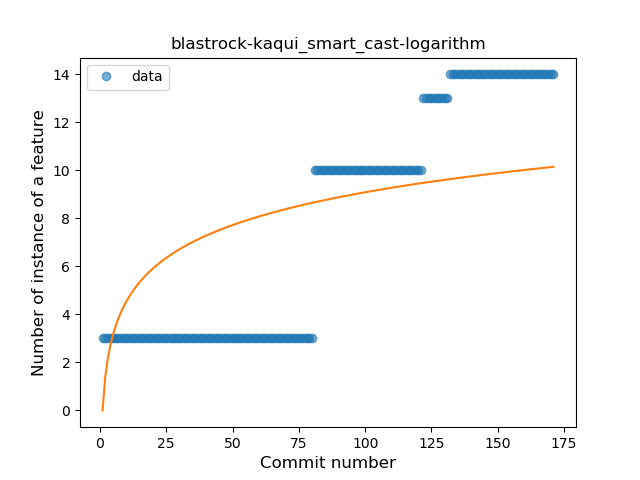 blastrock-kaqui_smart_cast-logarithm
data
Number of instance of a feature
14
12
10
8
6
4
2
0
0 25 50 75 100 125 150 175
Commit number